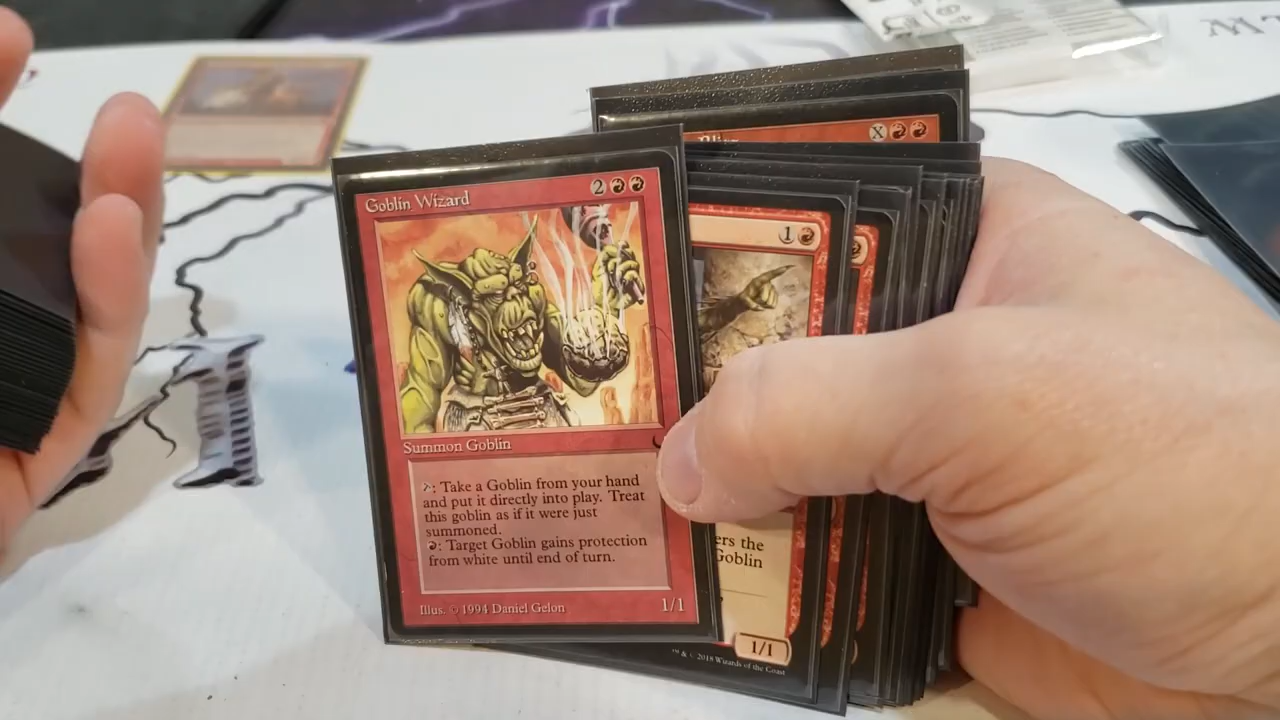 Goblin Wizard 2
Summon Goblin
: Take a Goblin from your hand
and put it directly into play. Treat
this goblin as if it were just
summoned.
: Target Goblin gains protection
from white until end of turn.
Illus. © 1994 Daniel Gelon 1/1
X
1
ers the
Goblin
1/1
™ & © 2018 Wizards of the Coast